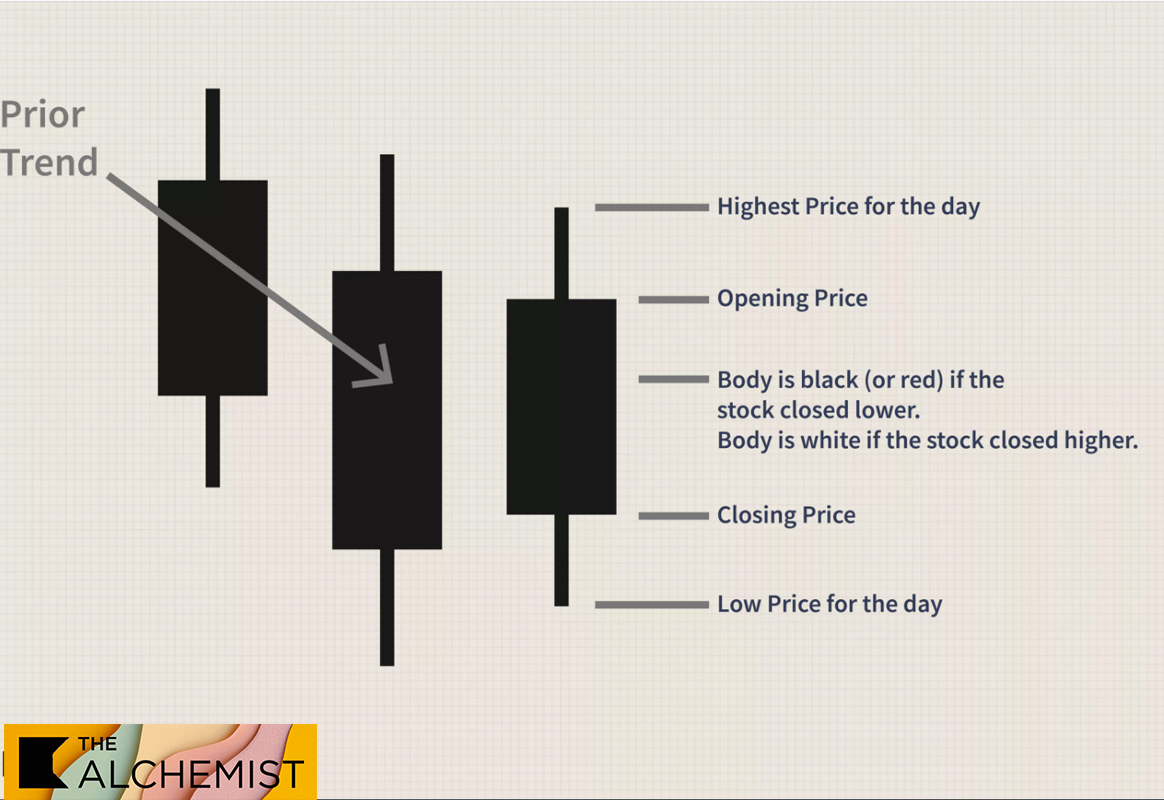 Prior
Trend
Highest Price for the day
Opening Price
Body is black (or red) if the
stock closed lower.
Body is white if the stock closed higher.
Closing Price
Low Price for the day
THE
ALCHEMIST